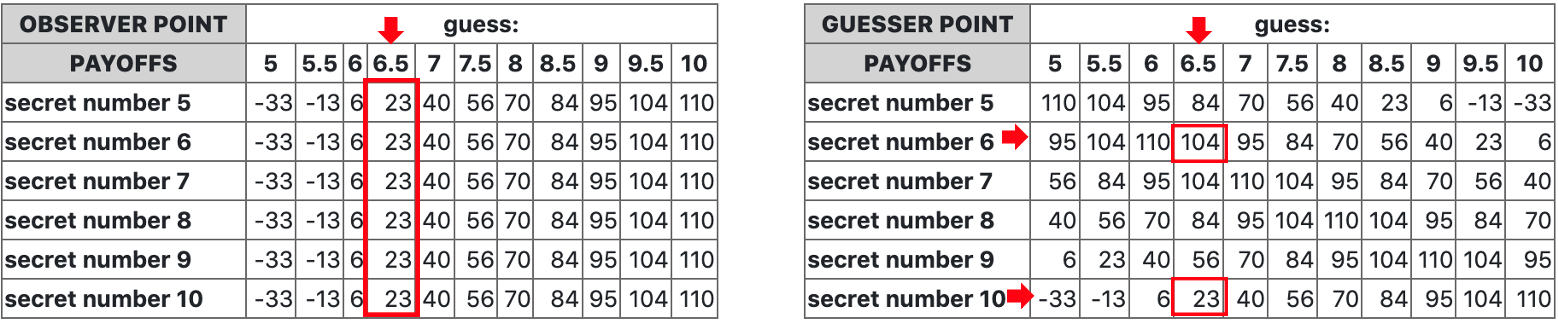 OBSERVER POINT guess:
PAYOFFS 5 5.5 6 6.5 7 7.5 8 8.5 9 9.5 10
secret number 5 -33 -13 6 23 40 56 70 84 95 104 110
secret number 6 -33 -13 6 23 40 56 70 84 95 104 110
secret number 7 -33 -13 6 23 40 56 70 84 95 104 110
secret number 8 -33 -13 6 23 40 56 70 84 95 104 110
secret number 9 -33 -13 6 23 40 56 70 84 95 104 110
secret number 10 -33 -13 6 23 40 56 70 84 95 104 110
GUESSER POINT guess:
PAYOFFS 5 5.5 6 6.5 7 7.5 8 8.5 9 9.5 10
secret number 5 110 104 95 84 70 56 40 23 6 -13 -33
secret number 6 95 104 110 104 95 84 70 56 40 23 6
secret number 7 56 84 95 104 110 104 95 84 70 56 40
secret number 8 40 56 70 84 95 104 110 104 95 84 70
secret number 9 6 23 40 56 70 84 95 104 110 104 95
secret number 10 -33 -13 6 23 40 56 70 84 95 104 110